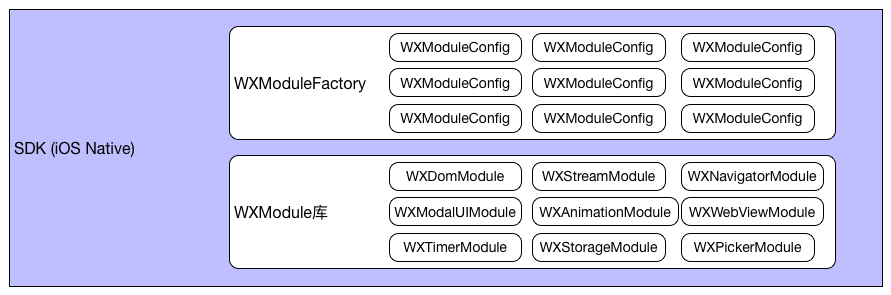 WXModuleConfig WXModuleConfig WXModuleConfig
WXModuleFactory WXModuleConfig WXModuleConfig WXModuleConfig
WXModuleConfig WXModuleConfig WXModuleConfig
SDK (iOS Native)
WXDomModule WXStreamModule WXNavigatorModule
WXModule库 WXModalUIModule WXAnimationModule WXWebViewModule
WXTimerModule WXStorageModule WXPickerModule